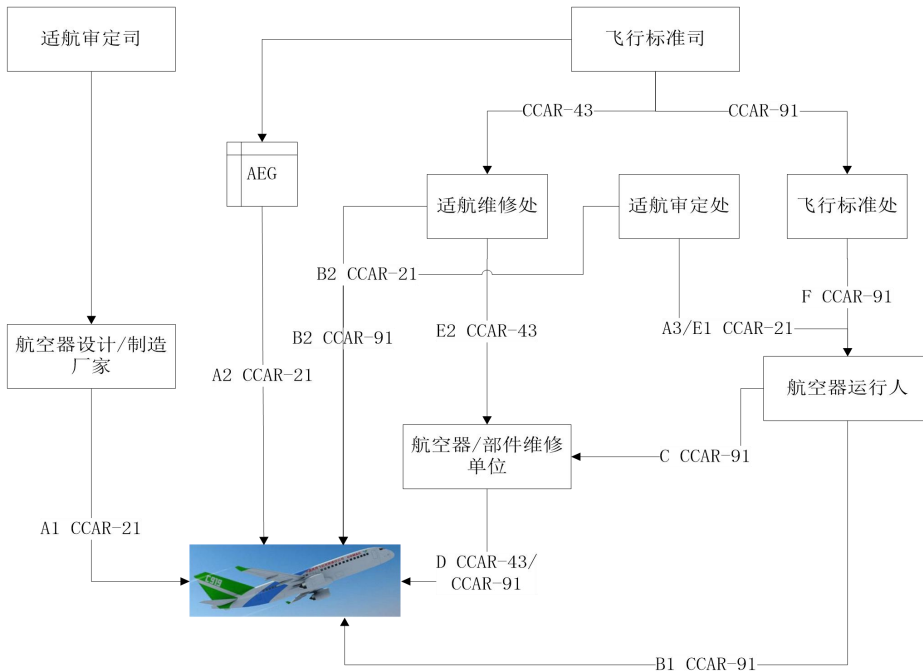 适航审定司
飞行标准司
CCAR-43
CCAR-91
AEG
适航维修处
适航审定处
飞行标准处
B2 CCAR-21
F CCAR-91
B2 CCAR-91
E2 CCAR-43
A3/E1 CCAR-21
航空器设计/制造
厂家
A2 CCAR-21
航空器运行人
航空器/部件维修
单位
C CCAR-91
A1 CCAR-21
D CCAR-43/
CCAR-91
C919
B1 CCAR-91